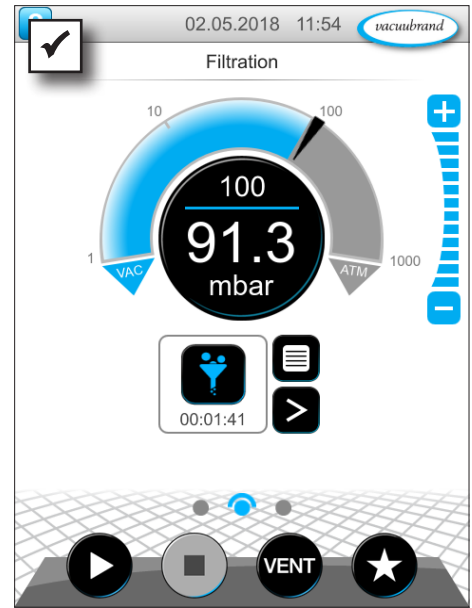 02.05.2018 11:54 vacuubrand
Filtration
10 100
100
91.3
mbar
1 VAC ATM 1000
00:01:41
VENT